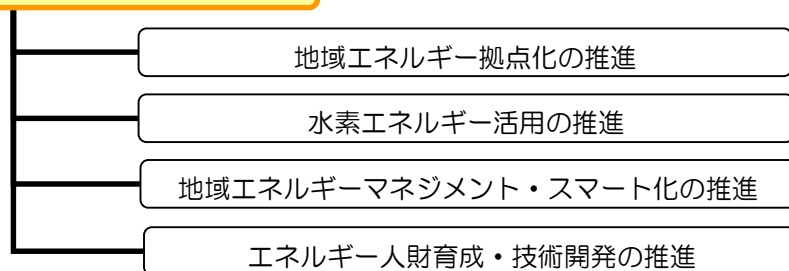 地域エネルギー拠点化の推進
水素エネルギー活用の推進
地域エネルギーマネジメント・スマート化の推進
エネルギー人財育成・技術開発の推進